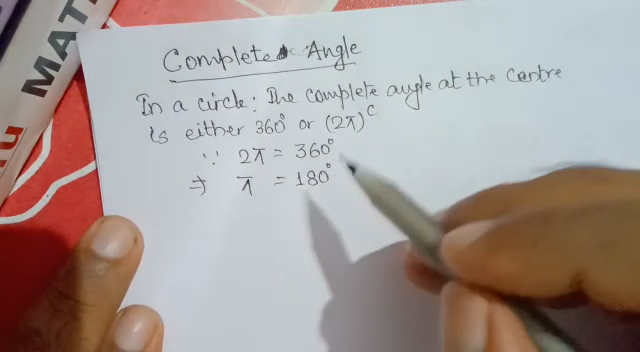 MAT
Complete Angle
In a circle: The complete angle at the centre
is either 360° or (2π)ᶜ
∵ 2π = 360°
⇒ π = 180°